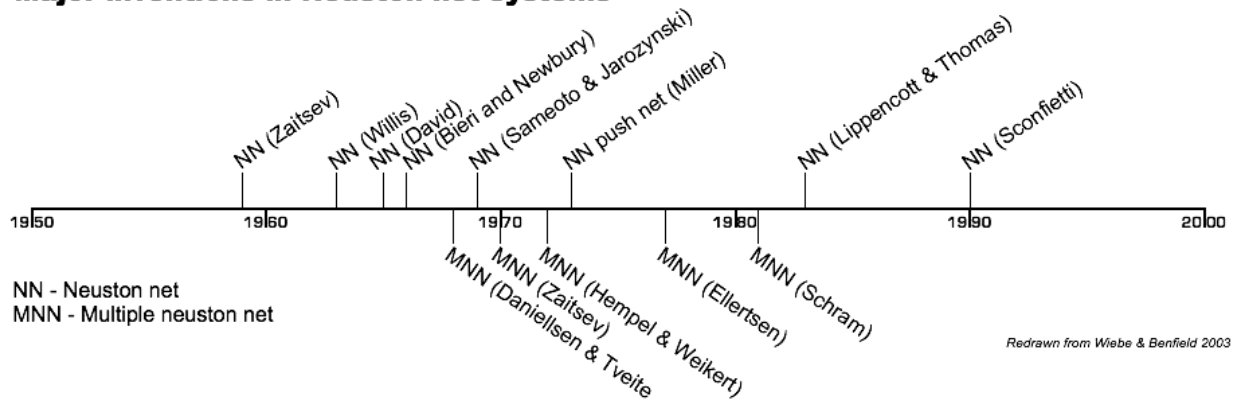 NN (Zaitsev)
NN (Willis)
NN (David)
NN (Bieri and Newbury)
NN (Sameoto & Jarozynski)
NN push net (Miller)
NN (Lippencott & Thomas)
NN (Sconfietti)
1950
1960
1970
1980
1990
2000
MNN (Daniellsen & Tveite
MNN (Zaitsev)
MNN (Hempel & Weikert)
MNN (Ellertsen)
MNN (Schram)
NN - Neuston net
MNN - Multiple neuston net
Redrawn from Wiebe & Benfield 2003